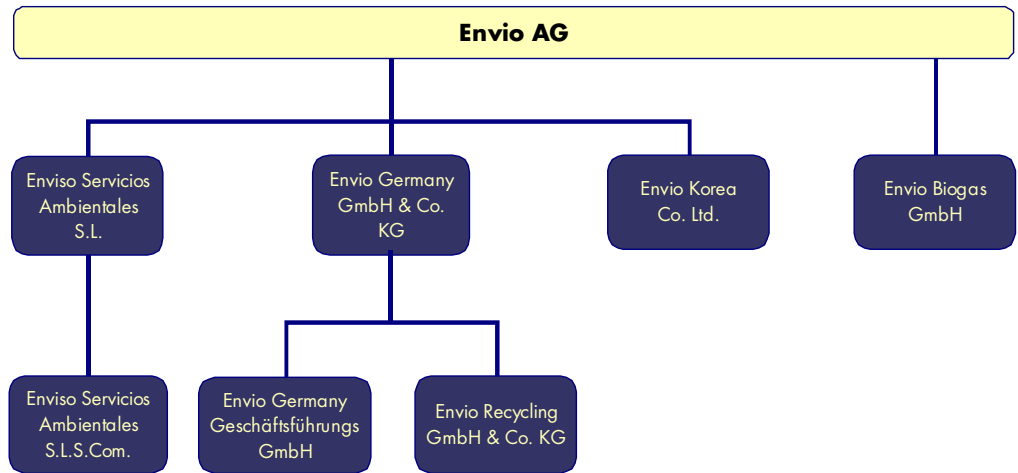 Envio AG
Enviso Servicios
Ambientales
S.L.
Envio Germany
GmbH & Co.
KG
Envio Korea
Co. Ltd.
Envio Biogas
GmbH
Enviso Servicios
Ambientales
S.L.S.Com.
Envio Germany
Geschäftsführungs
GmbH
Envio Recycling
GmbH & Co. KG